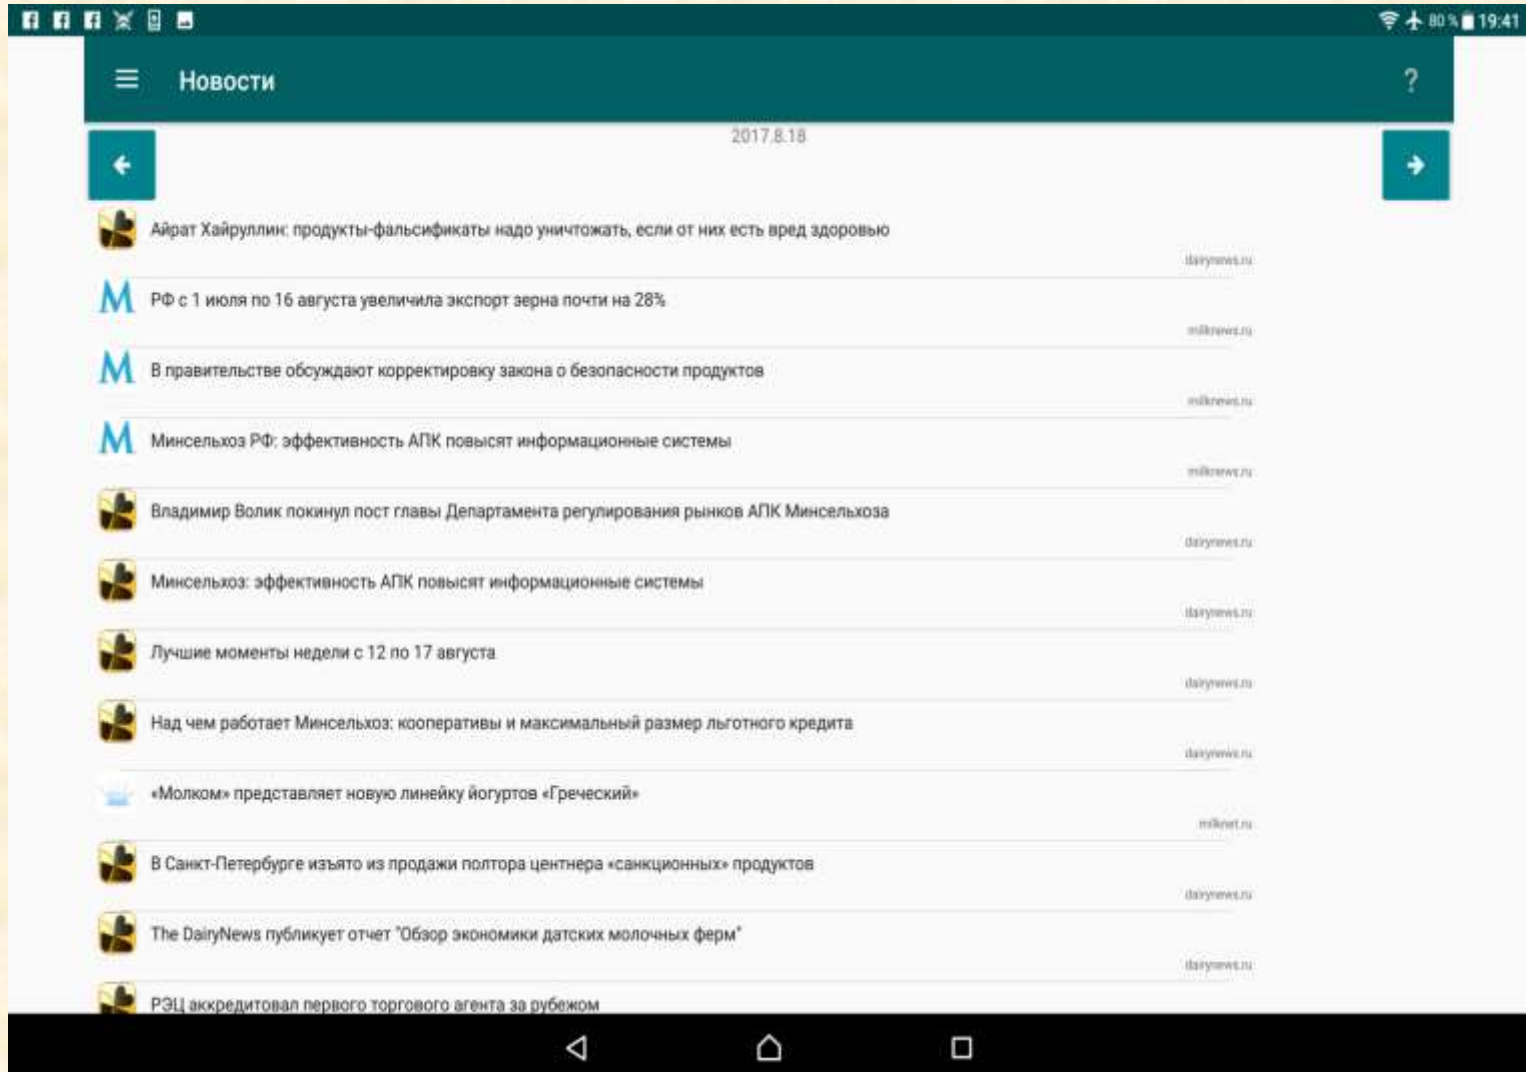 80 % 19:41
Новости ?
2017.8.18
Айрат Хайруллин: продукты-фальсификаты надо уничтожать, если от них есть вред здоровью
dairynews.ru
М РФ с 1 июля по 16 августа увеличила экспорт зерна почти на 28%
milknews.ru
М В правительстве обсуждают корректировку закона о безопасности продуктов
milknews.ru
М Минсельхоз РФ: эффективность АПК повысят информационные системы
milknews.ru
Владимир Волик покинул пост главы Департамента регулирования рынков АПК Минсельхоза
dairynews.ru
Минсельхоз: эффективность АПК повысят информационные системы
dairynews.ru
Лучшие моменты недели с 12 по 17 августа
dairynews.ru
Над чем работает Минсельхоз: кооперативы и максимальный размер льготного кредита
dairynews.ru
«Молком» представляет новую линейку йогуртов «Греческий»
milknet.ru
В Санкт-Петербурге изъято из продажи полтора центнера «санкционных» продуктов
dairynews.ru
The DairyNews публикует отчет "Обзор экономики датских молочных ферм"
dairynews.ru
РЭЦ аккредитовал первого торгового агента за рубежом